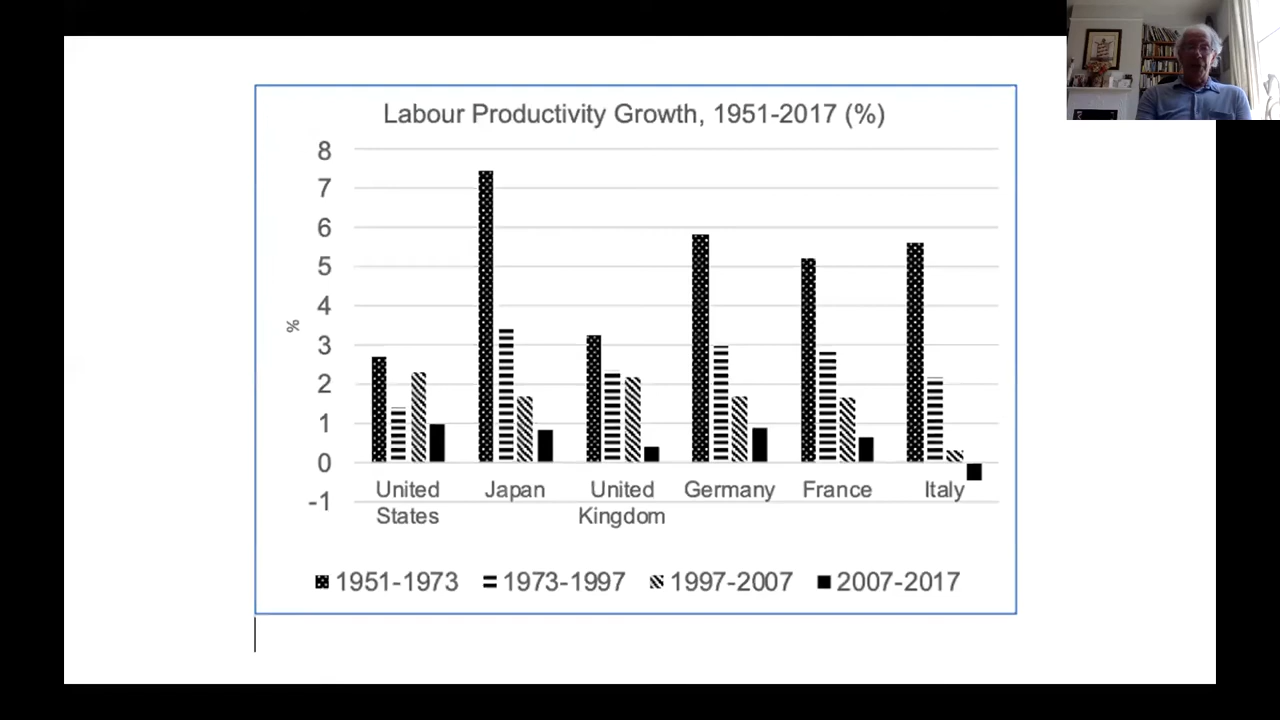 Labour Productivity Growth, 1951-2017 (%)
8
7
6
5
4
3
2
1
0
-1
%
United States
Japan
United Kingdom
Germany
France
Italy
1951-1973
1973-1997
1997-2007
2007-2017